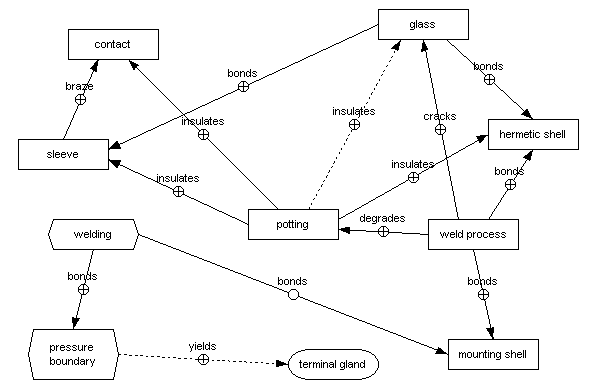 glass
contact
bonds
bonds
braze
insulates
insulates
cracks
hermetic shell
sleeve
insulates
insulates
bonds
potting
degrades
weld process
welding
bonds
bonds
bonds
pressure
boundary
yields
terminal gland
mounting shell